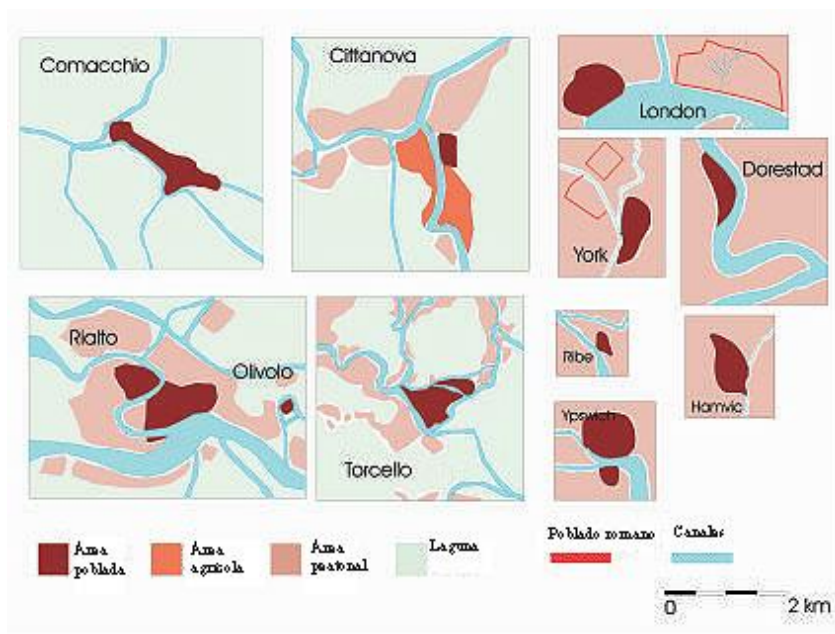 Comacchio
Cittanova
London
York
Dorestad
Rialto
Olivolo
Torcello
Ribe
Hamvic
Ypswich
Área poblada
Área agrícola
Área pastonal
Laguna
Poblado romano
Canales
0 2 km